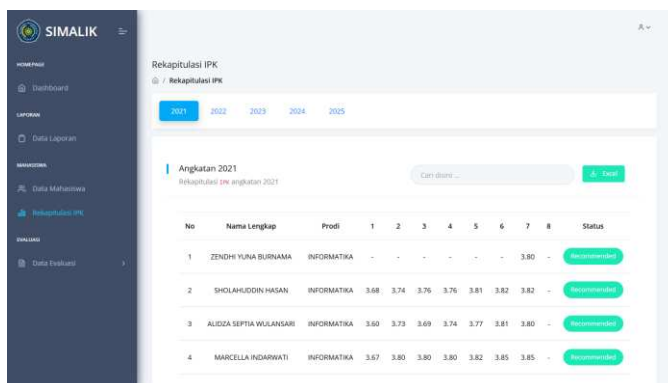 SIMALIK
HOMEPAGE
Dashboard
LAPORAN
Data Laporan
MAHASISWA
Data Mahasiswa
Rekapitulasi IPK
EVALUASI
Data Evaluasi
Rekapitulasi IPK
/ Rekapitulasi IPK
2021 2022 2023 2024 2025
Angkatan 2021
Rekapitulasi IPK angkatan 2021
Cari disini ...
Excel
No Nama Lengkap Prodi 1 2 3 4 5 6 7 8 Status
1 ZENDHI YUNA BURNAMA INFORMATIKA - - - - - - 3.80 - Recommended
2 SHOLAHUDDIN HASAN INFORMATIKA 3.68 3.74 3.76 3.76 3.81 3.82 3.82 - Recommended
3 ALIDZA SEPTIA WULANSARI INFORMATIKA 3.60 3.73 3.69 3.74 3.77 3.81 3.80 - Recommended
4 MARCELLA INDARWATI INFORMATIKA 3.67 3.80 3.80 3.80 3.82 3.85 3.85 - Recommended